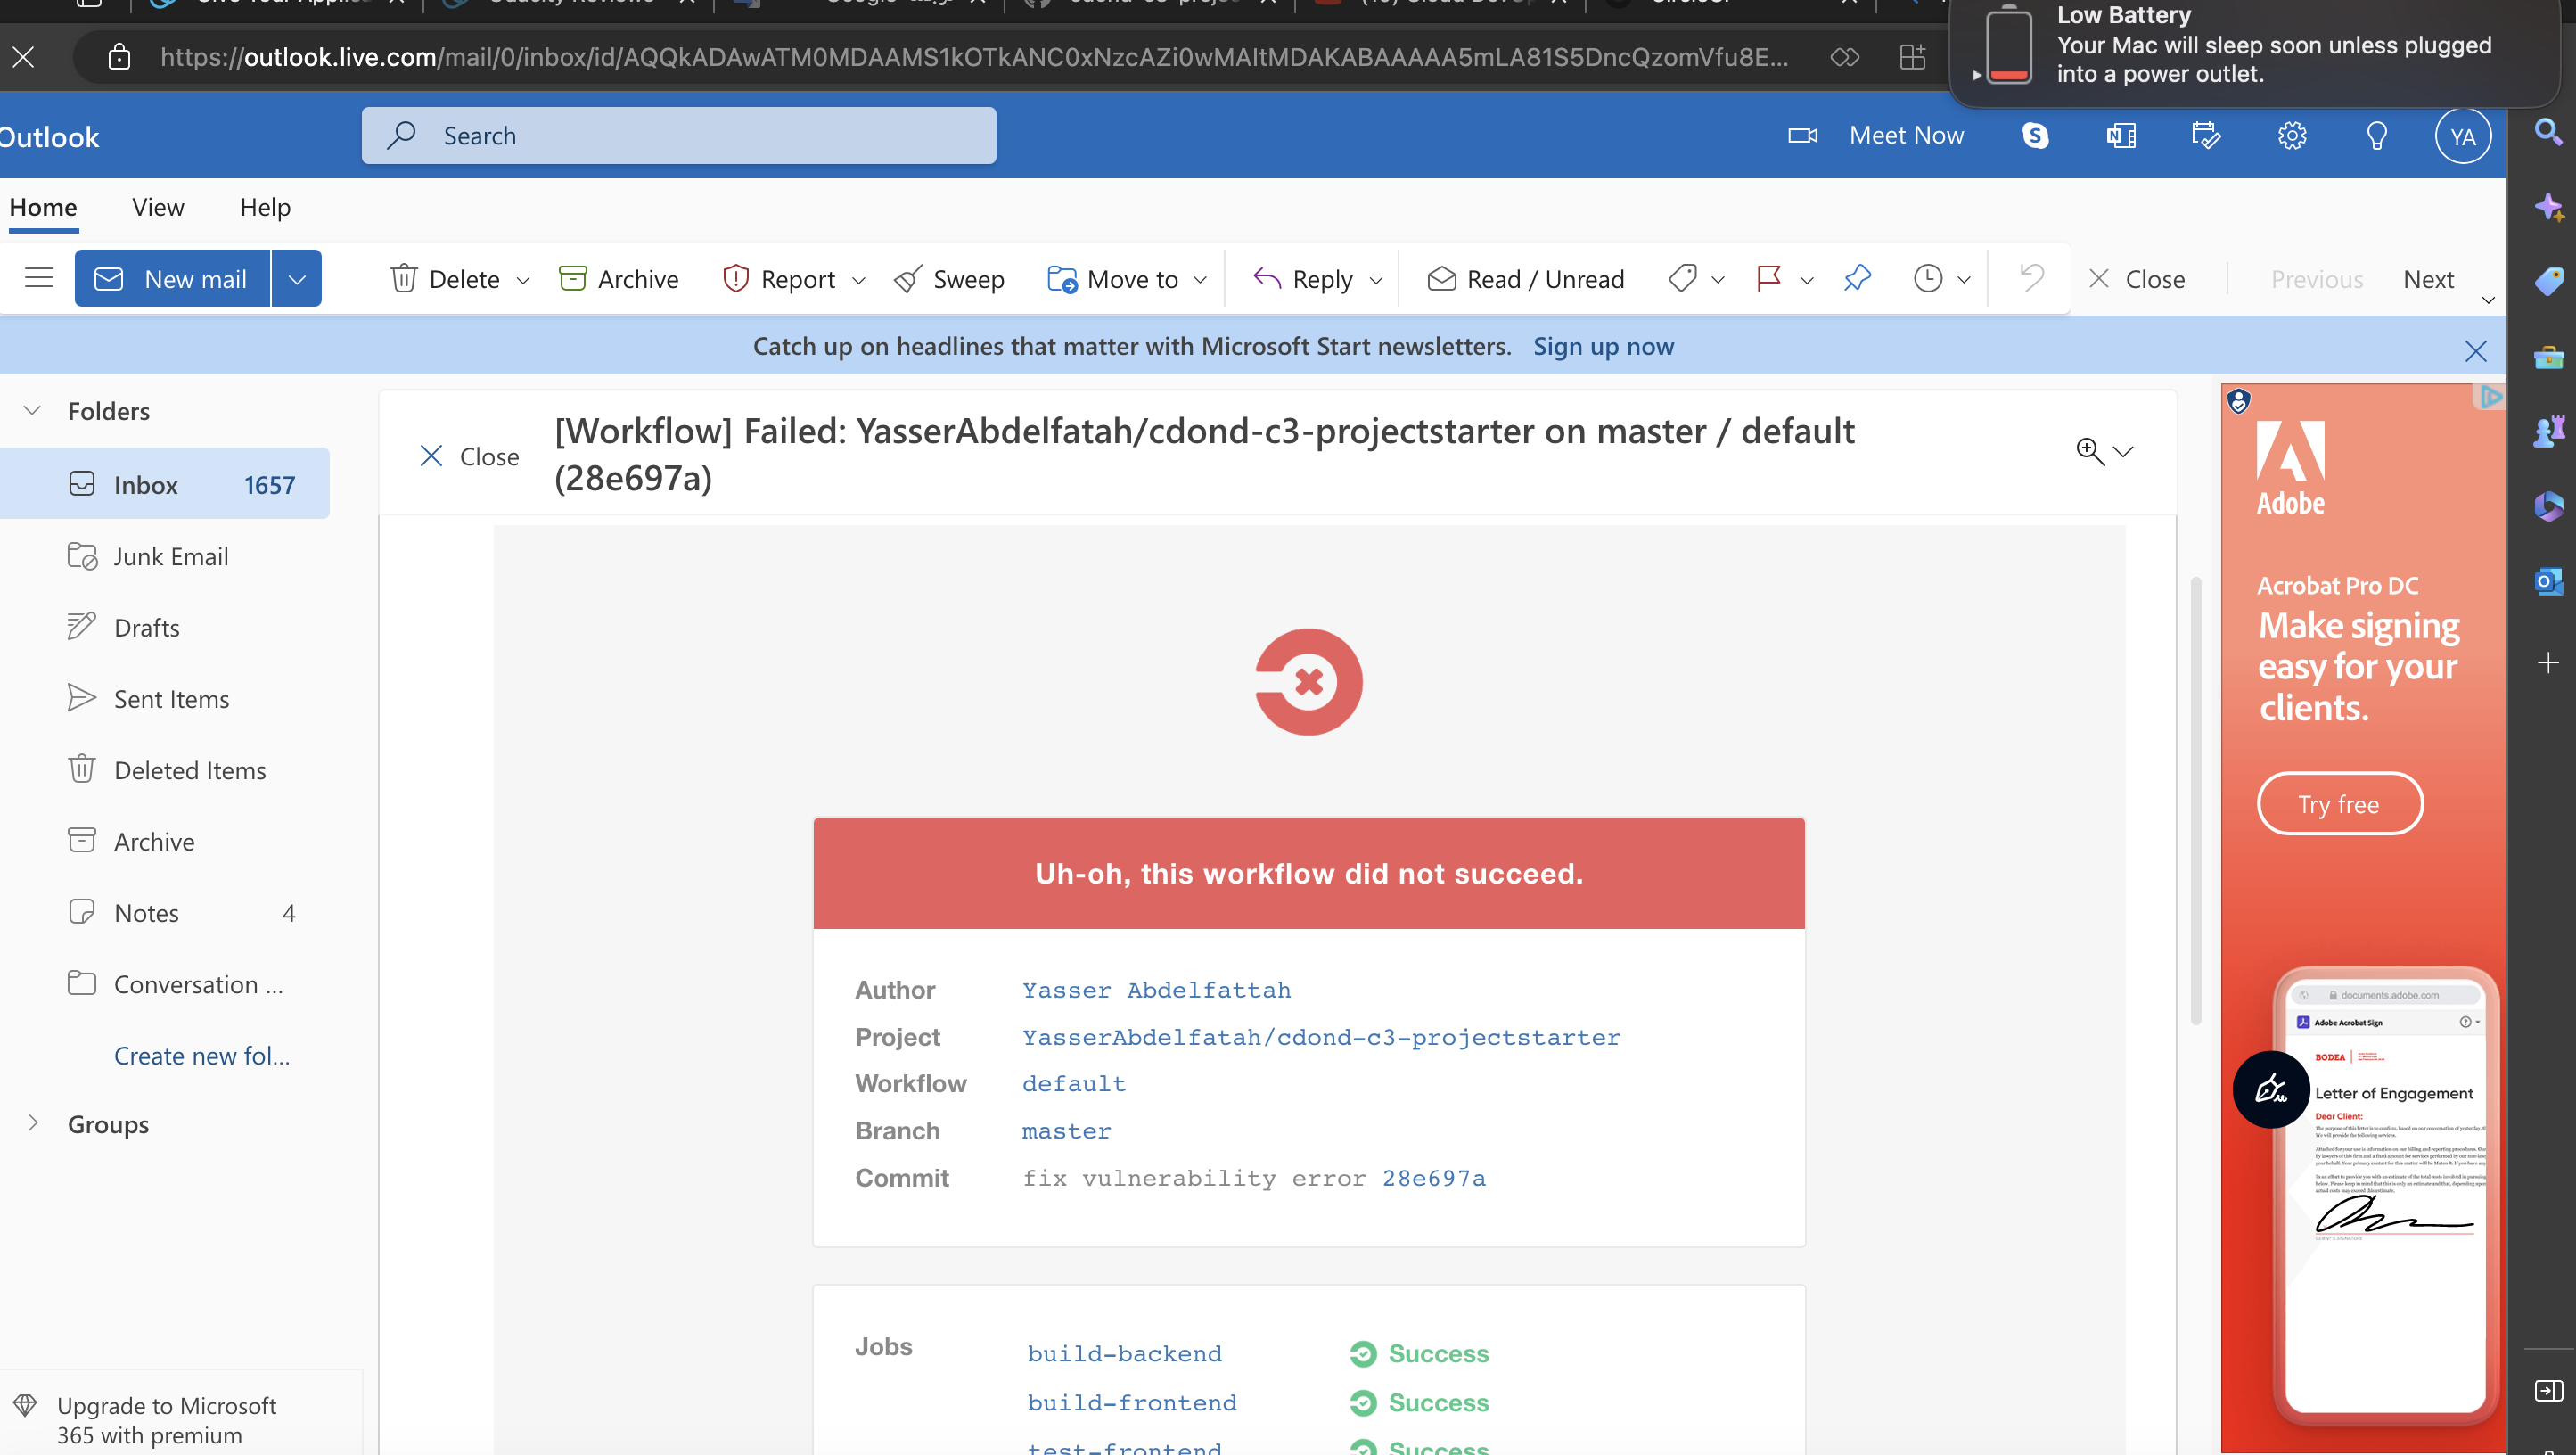 Low Battery
Your Mac will sleep soon unless plugged
into a power outlet.
https://outlook.live.com/mail/0/inbox/id/AQQkADAwATM0MDAAMS1kOTkANC0xNzcAZi0wMAItMDAKABAAAAA5mLA81S5DncQzomVfu8E...
Outlook
Search
Meet Now
YA
Home View Help
New mail
Delete Archive Report Sweep Move to Reply Read / Unread Close Previous Next
Catch up on headlines that matter with Microsoft Start newsletters. Sign up now
Folders
Inbox 1657
Junk Email
Drafts
Sent Items
Deleted Items
Archive
Notes 4
Conversation ...
Create new fol...
Groups
Upgrade to Microsoft
365 with premium
Close
[Workflow] Failed: YasserAbdelfatah/cdond-c3-projectstarter on master / default
(28e697a)
Uh-oh, this workflow did not succeed.
Author Yasser Abdelfattah
Project YasserAbdelfatah/cdond-c3-projectstarter
Workflow default
Branch master
Commit fix vulnerability error 28e697a
Jobs build-backend Success
build-frontend Success
test-frontend Success
Adobe
Acrobat Pro DC
Make signing
easy for your
clients.
Try free
documents.adobe.com
Adobe Acrobat Sign
BODEA
Letter of Engagement
Dear Client: